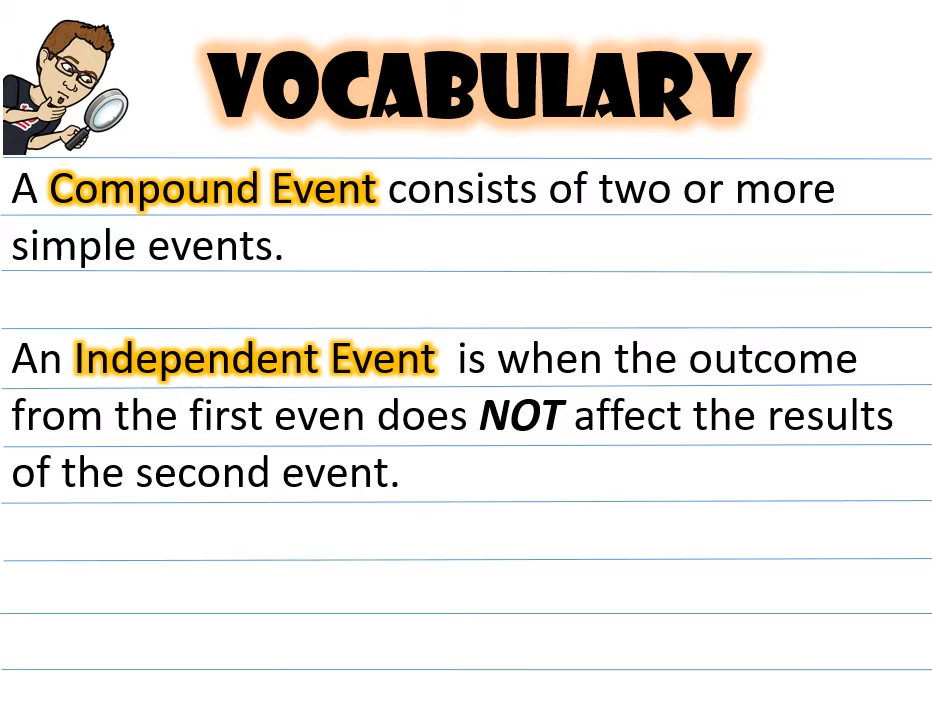 VOCABULARY
A Compound Event consists of two or more
simple events.
An Independent Event is when the outcome
from the first even does NOT affect the results
of the second event.